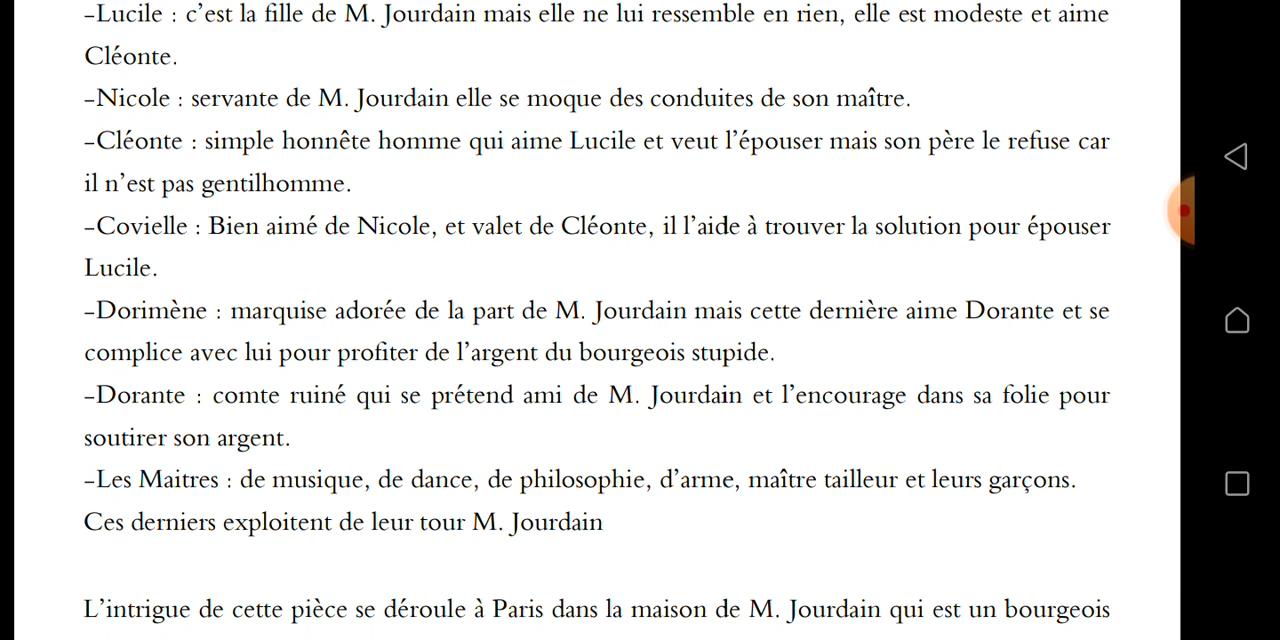 -Lucile : c’est la fille de M. Jourdain mais elle ne lui ressemble en rien, elle est modeste et aime
Cléonte.
-Nicole : servante de M. Jourdain elle se moque des conduites de son maître.
-Cléonte : simple honnête homme qui aime Lucile et veut l’épouser mais son père le refuse car
il n’est pas gentilhomme.
-Covielle : Bien aimé de Nicole, et valet de Cléonte, il l’aide à trouver la solution pour épouser
Lucile.
-Dorimène : marquise adorée de la part de M. Jourdain mais cette dernière aime Dorante et se
complice avec lui pour profiter de l’argent du bourgeois stupide.
-Dorante : comte ruiné qui se prétend ami de M. Jourdain et l’encourage dans sa folie pour
soutirer son argent.
-Les Maitres : de musique, de dance, de philosophie, d’arme, maître tailleur et leurs garçons.
Ces derniers exploitent de leur tour M. Jourdain
L’intrigue de cette pièce se déroule à Paris dans la maison de M. Jourdain qui est un bourgeois